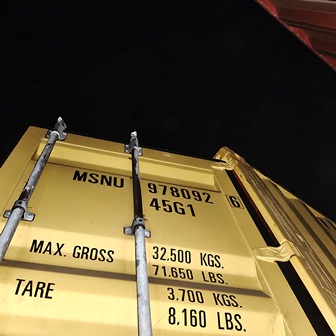 MSNU 978092 6
45G1
MAX. GROSS 32.500 KGS.
71.650 LBS.
TARE 3.700 KGS.
8,160 LBS.